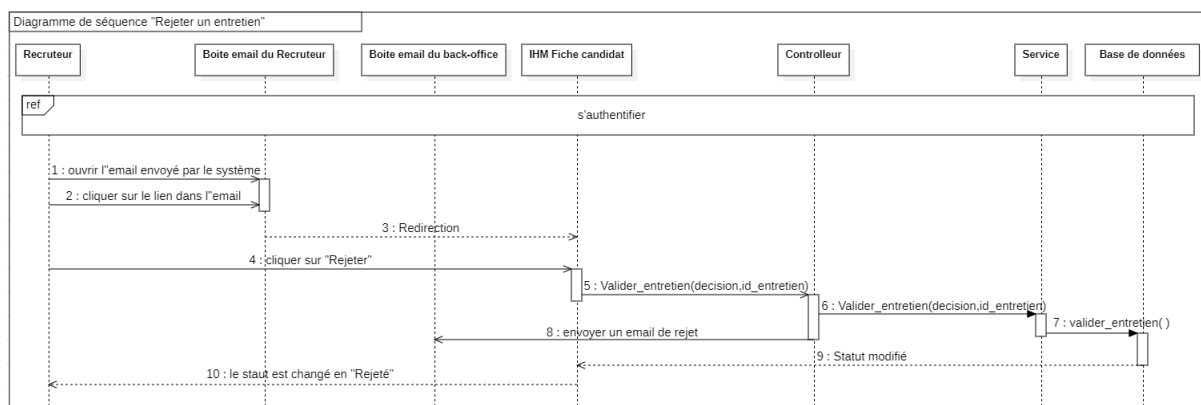 Diagramme de séquence "Rejeter un entretien"
Recruteur
Boite email du Recruteur
Boite email du back-office
IHM Fiche candidat
Controlleur
Service
Base de données
ref
s'authentifier
1 : ouvrir l"email envoyé par le système
2 : cliquer sur le lien dans l"email
3 : Redirection
4 : cliquer sur "Rejeter"
5 : Valider_entretien(decision,id_entretien)
6 : Valider_entretien(decision,id_entretien)
7 : valider_entretien( )
8 : envoyer un email de rejet
9 : Statut modifié
10 : le staut est changé en "Rejeté"